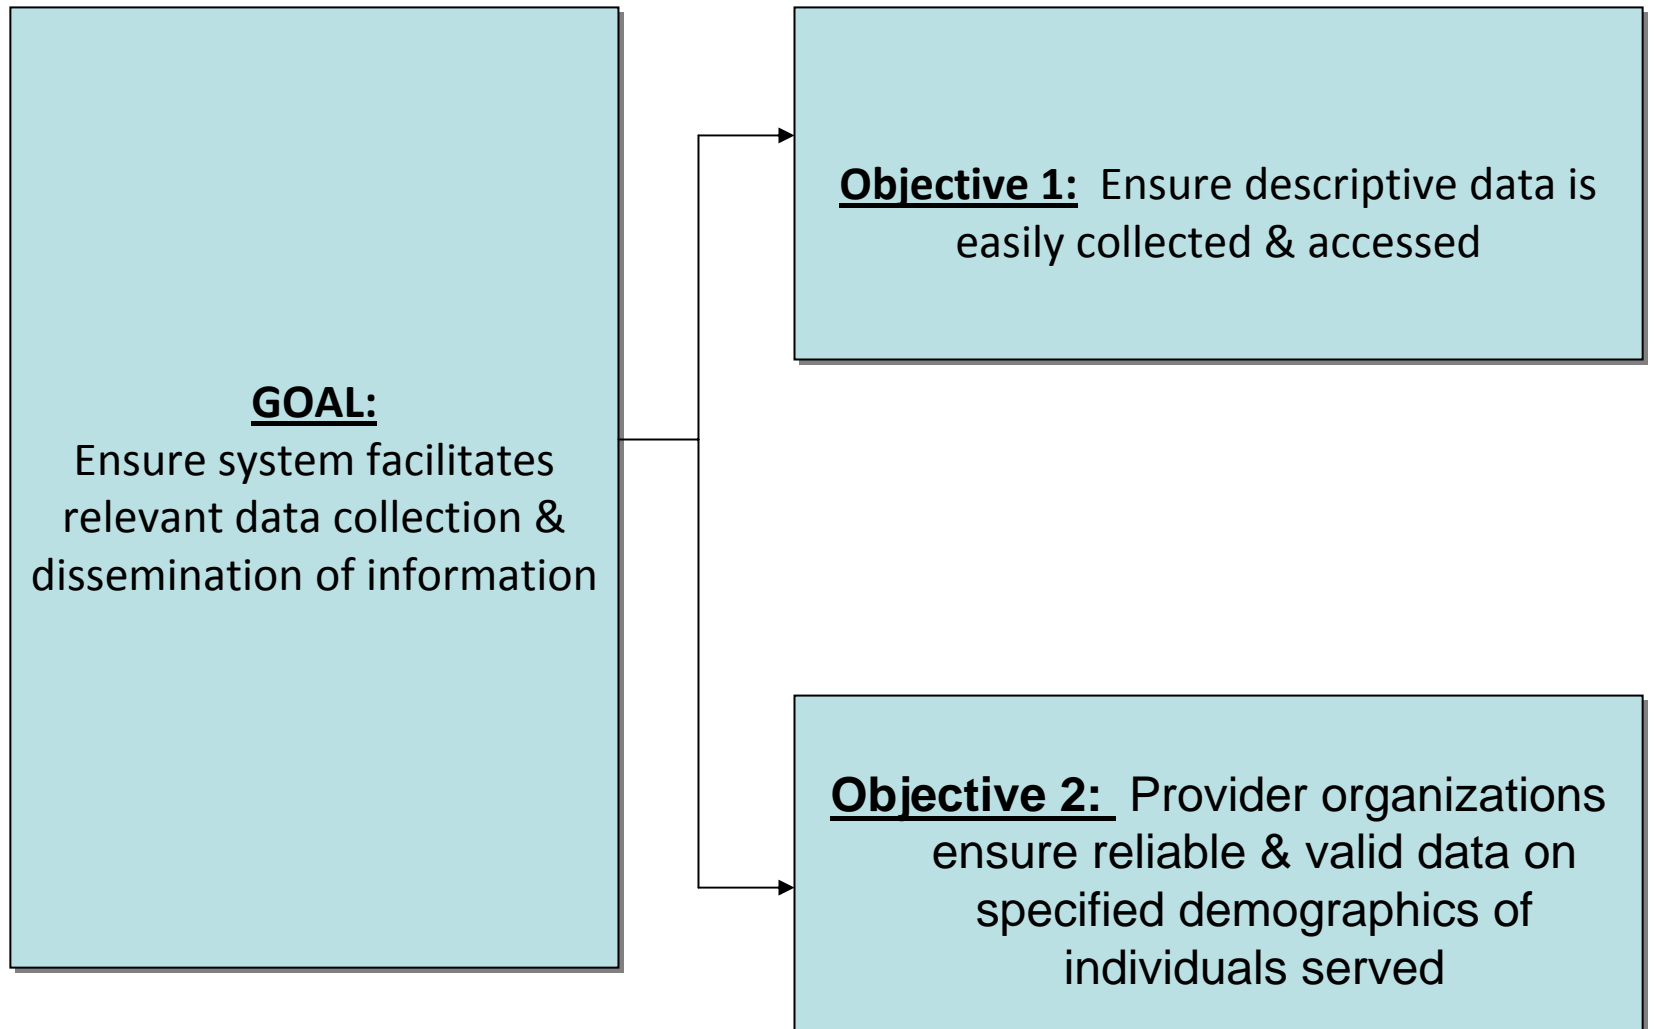 GOAL:
Ensure system facilitates
relevant data collection &
dissemination of information
Objective 1: Ensure descriptive data is
easily collected & accessed
Objective 2: Provider organizations
ensure reliable & valid data on
specified demographics of
individuals served